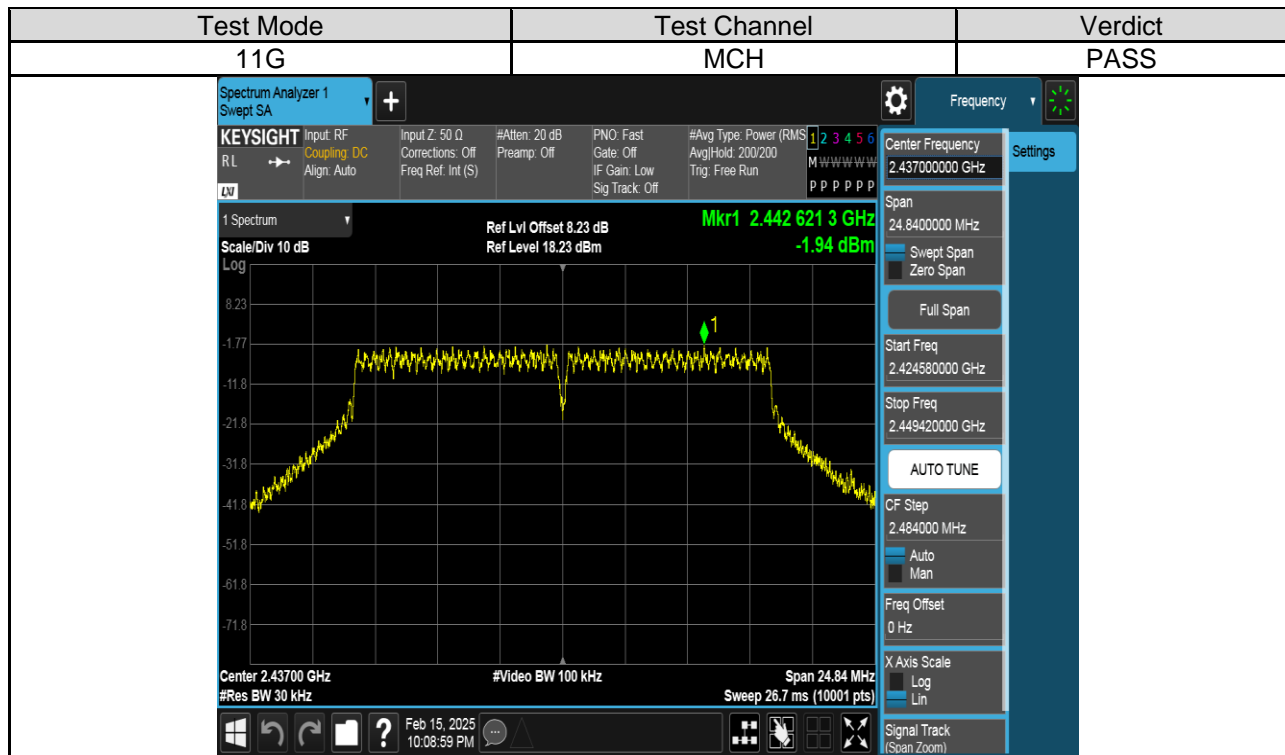 Test Mode Test Channel Verdict
11G MCH PASS
Spectrum Analyzer 1
Swept SA
Frequency
KEYSIGHT Input: RF Input Z: 50 Ω #Atten: 20 dB PNO: Fast #Avg Type: Power (RMS 1 2 3 4 5 6
RL Coupling: DC Corrections: Off Preamp: Off Gate: Off Avg|Hold: 200/200 M W W W W W
Align: Auto Freq Ref: Int (S) IF Gain: Low Trig: Free Run
LXI Sig Track: Off P P P P P P
1 Spectrum
Scale/Div 10 dB
Ref Lvl Offset 8.23 dB
Ref Level 18.23 dBm
Mkr1 2.442 621 3 GHz
-1.94 dBm
Log
8.23
-1.77
-11.8
-21.8
-31.8
-41.8
-51.8
-61.8
-71.8
1
Center 2.43700 GHz #Video BW 100 kHz Span 24.84 MHz
#Res BW 30 kHz Sweep 26.7 ms (10001 pts)
?
Feb 15, 2025
10:08:59 PM
Center Frequency
2.437000000 GHz
Settings
Span
24.8400000 MHz
Swept Span
Zero Span
Full Span
Start Freq
2.424580000 GHz
Stop Freq
2.449420000 GHz
AUTO TUNE
CF Step
2.484000 MHz
Auto
Man
Freq Offset
0 Hz
X Axis Scale
Log
Lin
Signal Track
(Span Zoom)